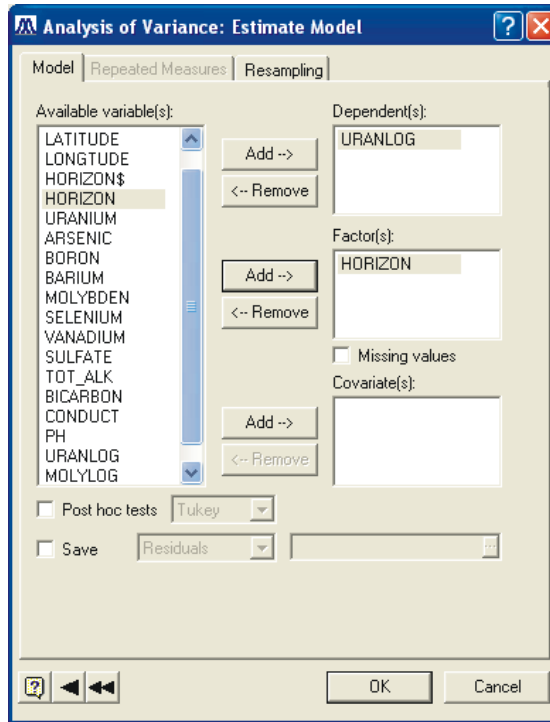 Analysis of Variance: Estimate Model
Model
Repeated Measures
Resampling
Available variable(s):
LATITUDE
LONGTUDE
HORIZON$
HORIZON
URANIUM
ARSENIC
BORON
BARIUM
MOLYBDEN
SELENIUM
VANADIUM
SULFATE
TOT_ALK
BICARBON
CONDUCT
PH
URANLOG
MOLYLOG
Add -->
<-- Remove
Dependent(s):
URANLOG
Add -->
<-- Remove
Factor(s):
HORIZON
Missing values
Add -->
<-- Remove
Covariate(s):
Post hoc tests
Tukey
Save
Residuals
...
OK
Cancel